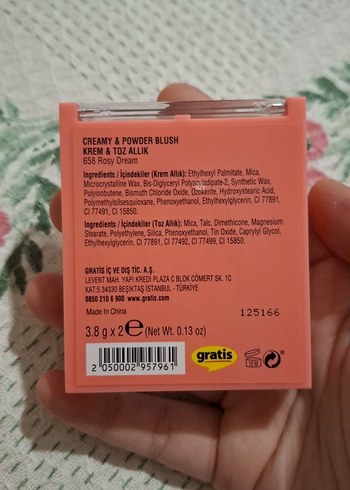 CREAMY & POWDER BLUSH
KREM & TOZ ALLIK
658 Rosy Dream
Ingredients / İçindekiler (Krem Allık): Ethylhexyl Palmitate, Mica,
Microcrystalline Wax, Bis-Diglyceryl Polyacyladipate-2, Synthetic Wax,
Polyisobutene, Bismuth Chloride Oxide, Ozokerite, Hydroxystearic Acid,
Polymethylsilsesquioxane, Phenoxyethanol, Ethylhexylglycerin, CI 77891,
CI 77491, CI 15850.
Ingredients / İçindekiler (Toz Allık): Mica, Talc, Dimethicone, Magnesium
Stearate, Polyethylene, Silica, Phenoxyethanol, Tin Oxide, Caprylyl Glycol,
Ethylhexylglycerin, CI 77891, CI 77492, CI 77499, CI 15850.
GRATİS İÇ VE DIŞ TİC. A.Ş.
LEVENT MAH. YAPI KREDİ PLAZA C BLOK CÖMERT SK. 1C
KAT:5 34330 BEŞİKTAŞ İSTANBUL - TÜRKİYE
0850 210 6 900 www.gratis.com
Made In China
125166
3.8 g x 2 e (Net Wt. 0.13 oz)
2 050002 957961
gratis